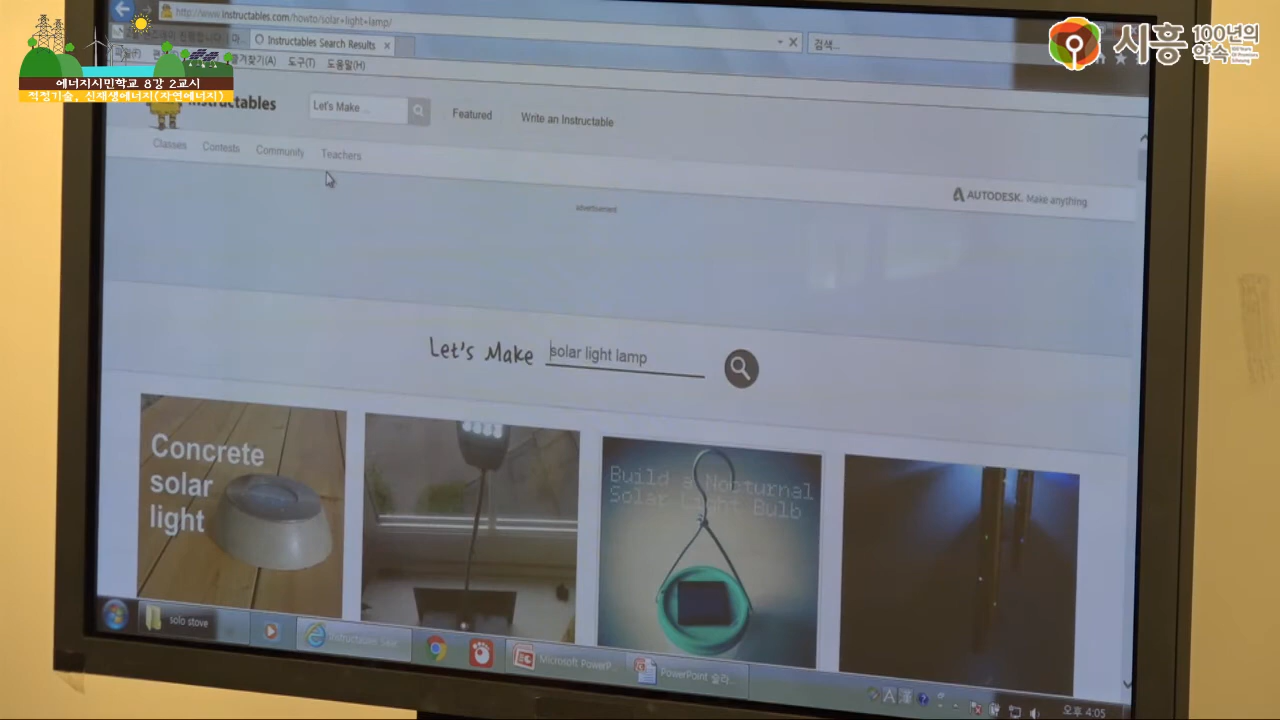 http://www.instructables.com/howto/solar+light+lamp/
Instructables Search Results
검색...
도구(T) 도움말(H)
에너지시민학교 8강 2교시
적정기술, 신재생에너지(자연에너지)
시흥 100년의 약속
Let's Make ...
Featured
Write an Instructable
Classes
Contests
Community
Teachers
AUTODESK. Make anything
Advertisement
Let's Make solar light lamp
Concrete
solar
light
Build a Nocturnal
Solar Light Bulb
solo stove
Microsoft PowerP...
PowerPoint 슬라...
오후 4:05